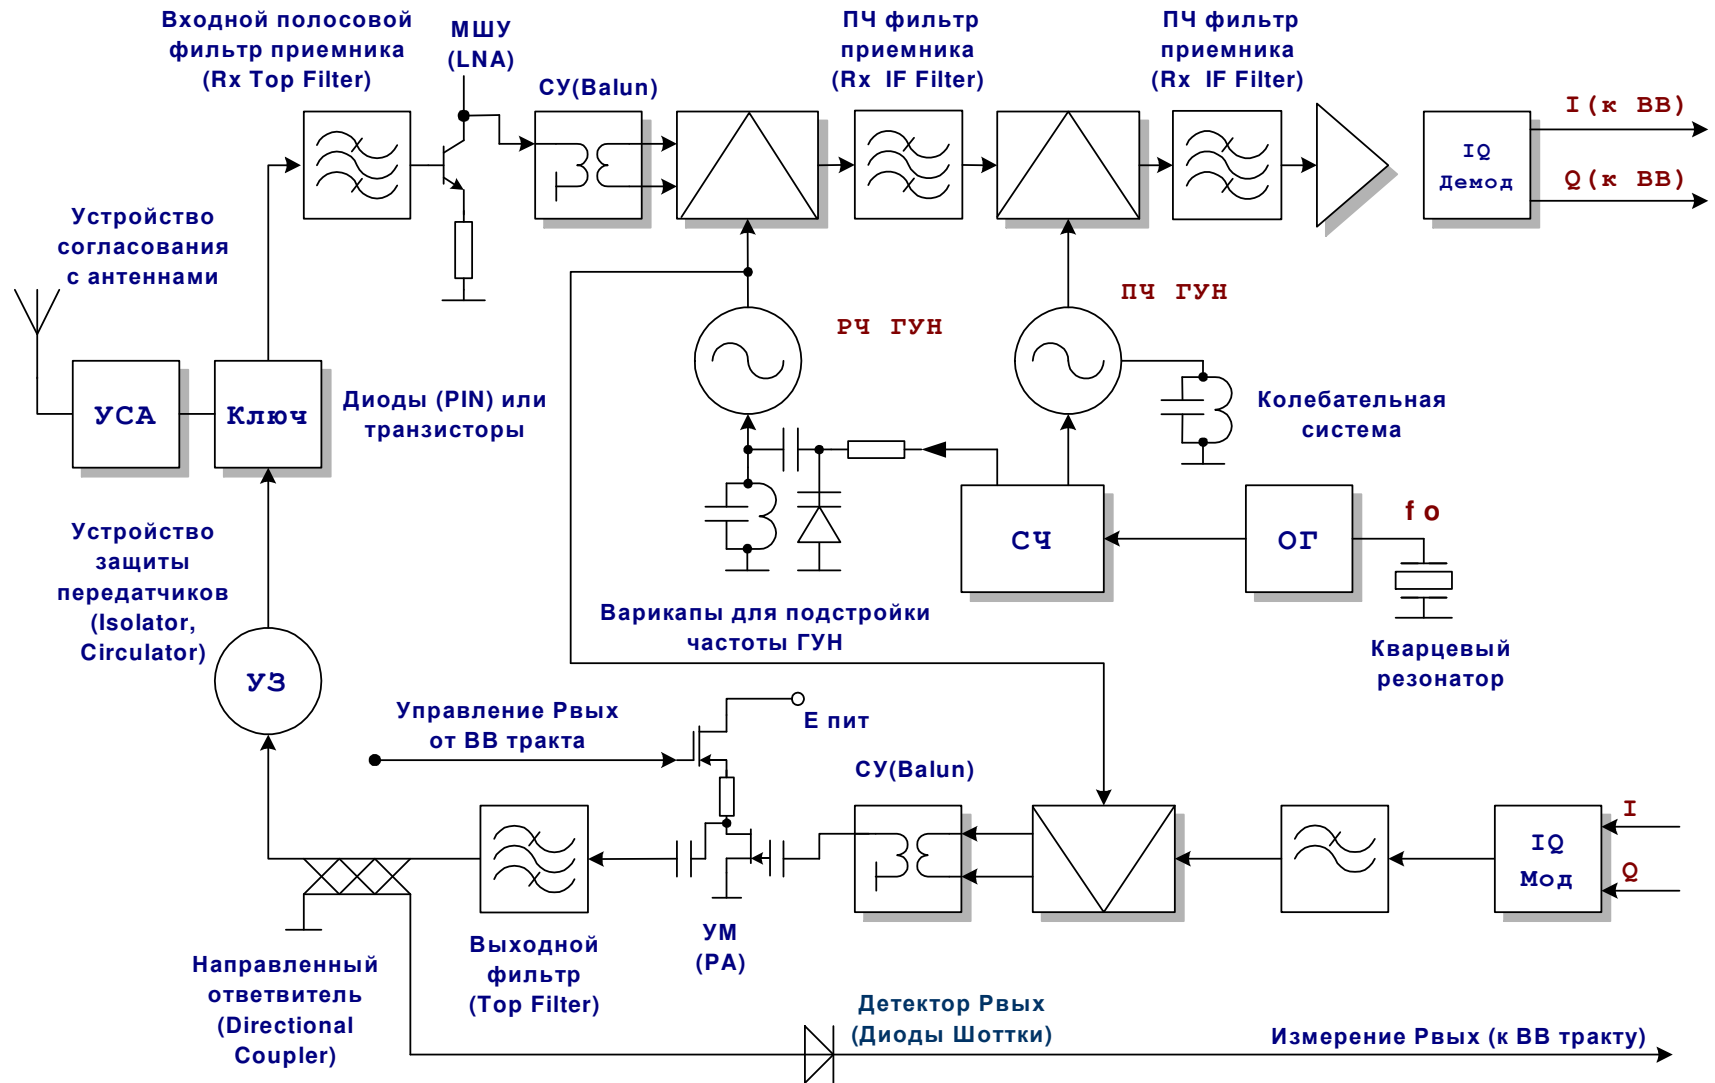 Входной полосовой
фильтр приемника
(Rx Top Filter)
МШУ
(LNA)
СУ(Balun)
ПЧ фильтр
приемника
(Rx IF Filter)
ПЧ фильтр
приемника
(Rx IF Filter)
I(к ВВ)
IQ
Демод
Q(к ВВ)
Устройство
согласования
с антеннами
РЧ ГУН
ПЧ ГУН
УСА
Ключ
Диоды (PIN) или
транзисторы
Колебательная
система
СЧ
ОГ
fo
Устройство
защиты
передатчиков
(Isolator,
Circulator)
Варикапы для подстройки
частоты ГУН
Кварцевый
резонатор
УЗ
Управление Рвых
от ВВ тракта
Е пит
СУ(Balun)
IQ
Мод
I
Q
Направленный
ответвитель
(Directional
Coupler)
Выходной
фильтр
(Top Filter)
УМ
(PA)
Детектор Рвых
(Диоды Шоттки)
Измерение Рвых (к ВВ тракту)